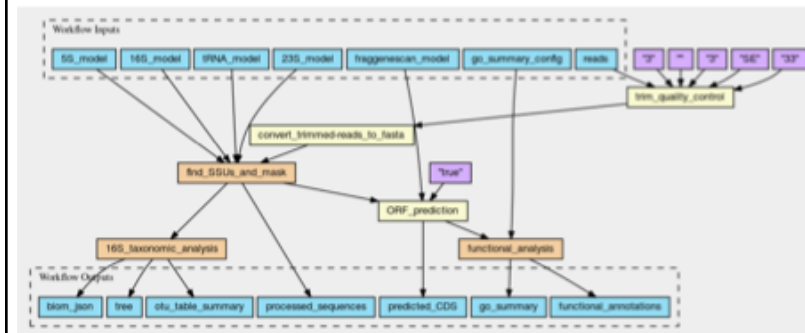 Workflow Inputs
5S_model 16S_model tRNA_model 23S_model fraggenescan_model go_summary_config reads "3" "" "3" "SE" "33"
trim_quality_control
convert_trimmed-reads_to_fasta
find_SSUs_and_mask "true"
ORF_prediction
16S_taxonomic_analysis functional_analysis
Workflow Outputs
biom_json tree otu_table_summary processed_sequences predicted_CDS go_summary functional_annotations